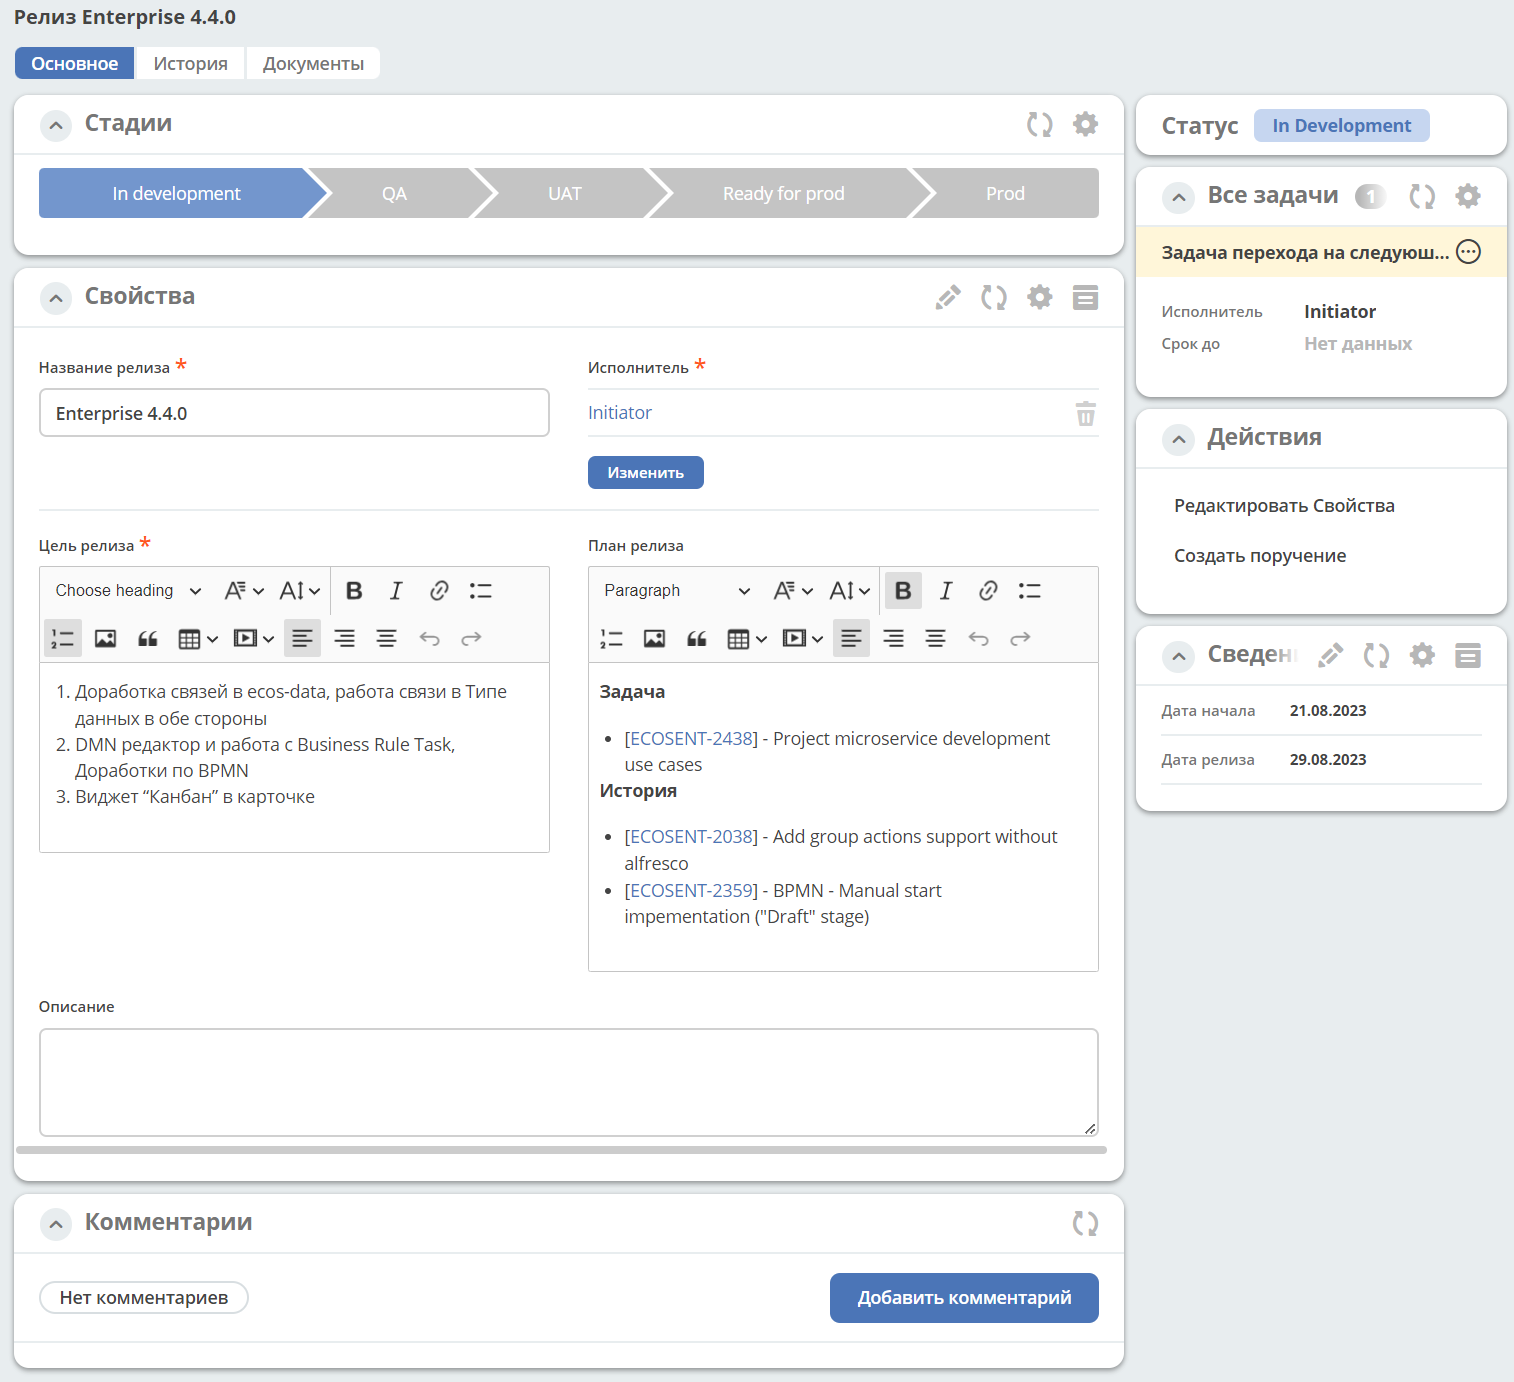 Релиз Enterprise 4.4.0
Основное
История
Документы
Стадии
In development
QA
UAT
Ready for prod
Prod
Свойства
Название релиза *
Enterprise 4.4.0
Исполнитель *
Initiator
Изменить
Цель релиза *
Choose heading
1. Доработка связей в ecos-data, работа связи в Типе
данных в обе стороны
2. DMN редактор и работа с Business Rule Task,
Доработки по BPMN
3. Виджет “Канбан” в карточке
План релиза
Paragraph
Задача
• [ECOSENT-2438] - Project microservice development
use cases
История
• [ECOSENT-2038] - Add group actions support without
alfresco
• [ECOSENT-2359] - BPMN - Manual start
impementation ("Draft" stage)
Описание
Комментарии
Нет комментариев
Добавить комментарий
Статус
In Development
Все задачи
1
Задача перехода на следуюш...
Исполнитель
Initiator
Срок до
Нет данных
Действия
Редактировать Свойства
Создать поручение
Сведен
Дата начала
21.08.2023
Дата релиза
29.08.2023